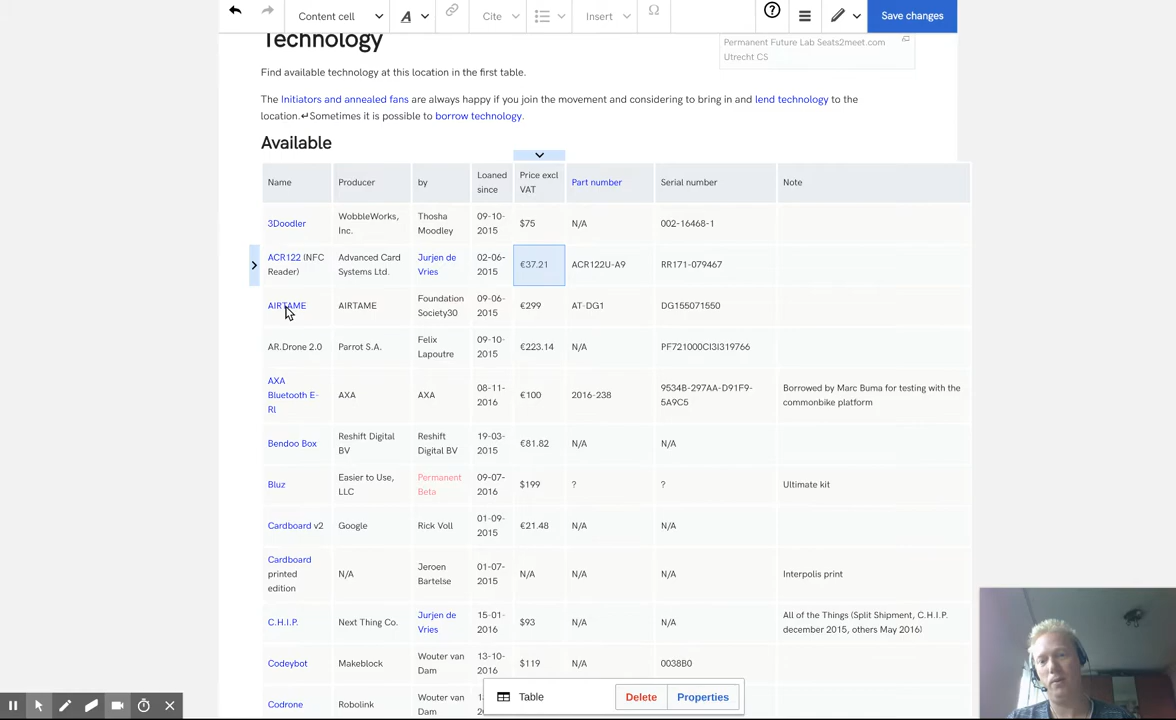 Content cell
A
Cite
Insert
Ω
Save changes
Technology
Permanent Future Lab Seats2meet.com
Utrecht CS
Find available technology at this location in the first table.
The Initiators and annealed fans are always happy if you join the movement and considering to bring in and lend technology to the
location.↵Sometimes it is possible to borrow technology.
Available
Name Producer by Loaned since Price excl VAT Part number Serial number Note
3Doodler WobbleWorks, Inc. Thosha Moodley 09-10-2015 $75 N/A 002-16468-1
ACR122 (NFC Reader) Advanced Card Systems Ltd. Jurjen de Vries 02-06-2015 €37.21 ACR122U-A9 RR171-079467
AIRTAME AIRTAME Foundation Society30 09-06-2015 €299 AT-DG1 DG155071550
AR.Drone 2.0 Parrot S.A. Felix Lapoutre 09-10-2015 €223.14 N/A PF721000CI3I319766
AXA Bluetooth E-Rl AXA AXA 08-11-2016 €100 2016-238 9534B-297AA-D91F9-5A9C5 Borrowed by Marc Buma for testing with the commonbike platform
Bendoo Box Reshift Digital BV Reshift Digital BV 19-03-2015 €81.82 N/A N/A
Bluz Easier to Use, LLC Permanent Beta 09-07-2016 $199 ? ? Ultimate kit
Cardboard v2 Google Rick Voll 01-09-2015 €21.48 N/A N/A
Cardboard printed edition N/A Jeroen Bartelse 01-07-2015 N/A N/A N/A Interpolis print
C.H.I.P. Next Thing Co. Jurjen de Vries 15-01-2016 $93 N/A N/A All of the Things (Split Shipment, C.H.I.P. december 2015, others May 2016)
Codeybot Makeblock Wouter van Dam 13-10-2016 $119 N/A 0038B0
Codrone Robolink Wouter van Dam
Table Delete Properties